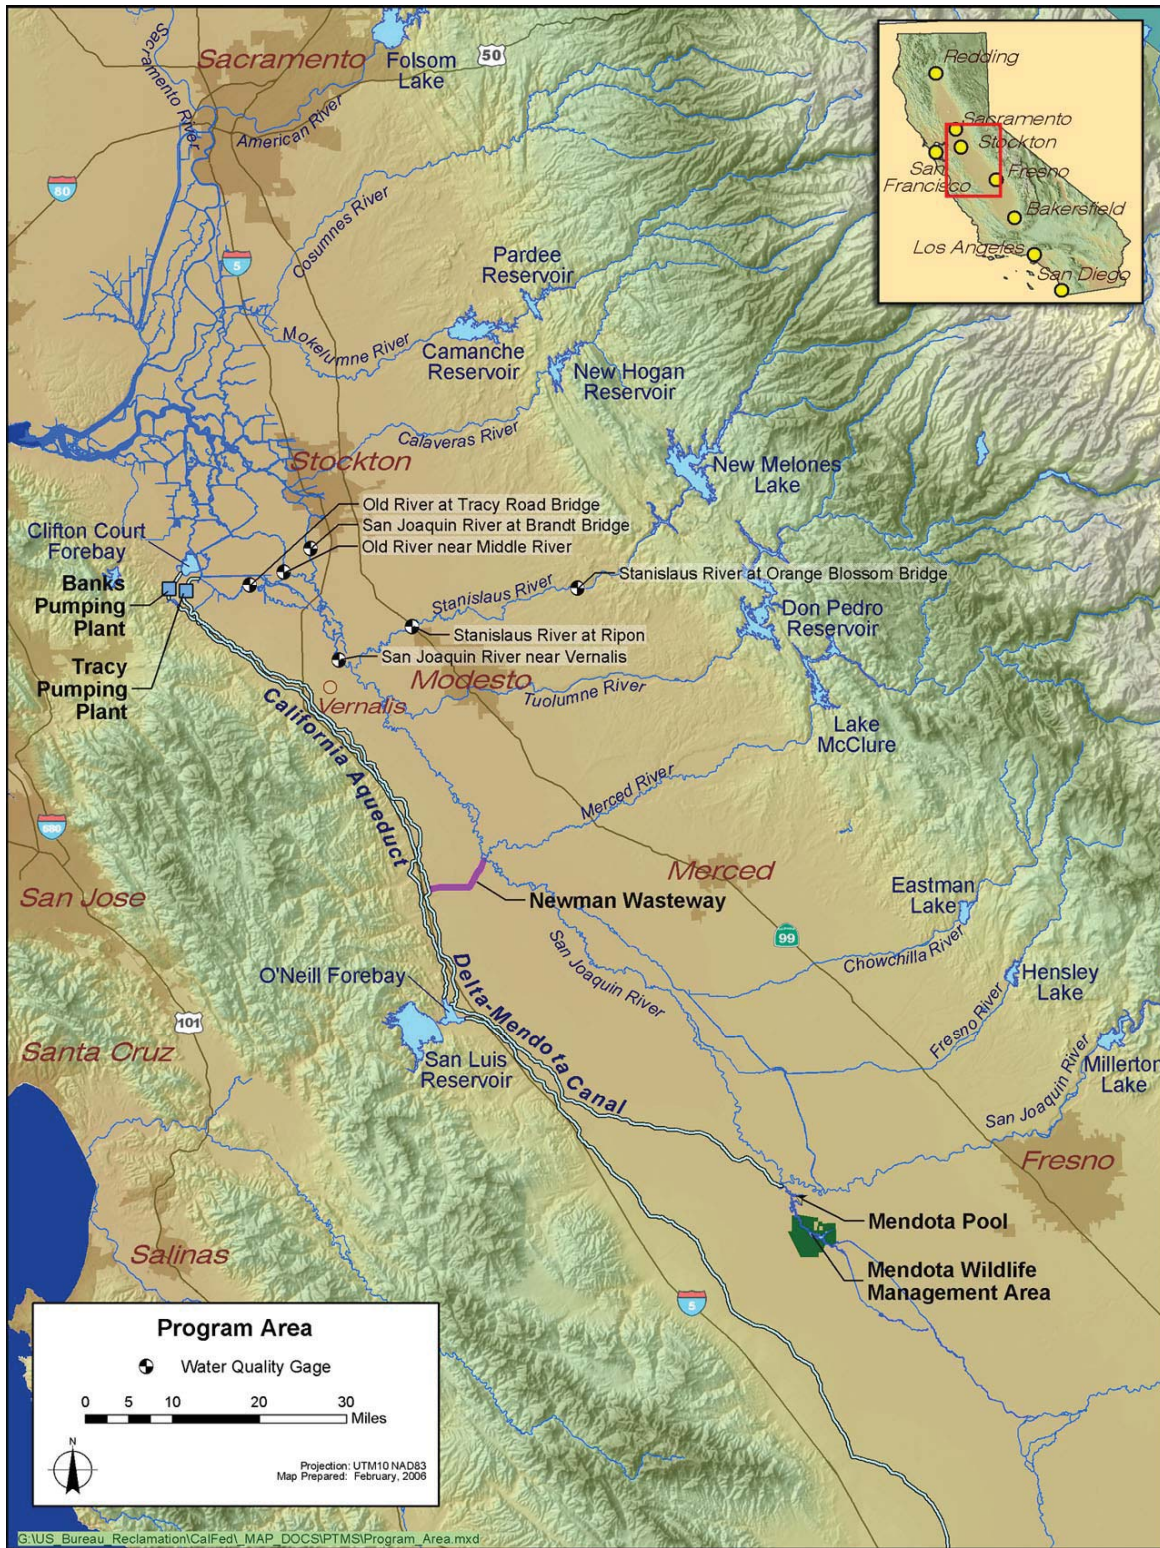 Sacramento
Sacramento River
Folsom
Lake
50
American River
80
5
Cosumnes River
Pardee
Reservoir
Mokelumne River
Camanche
Reservoir
New Hogan
Reservoir
Calaveras River
Stockton
New Melones
Lake
Redding
Sacramento
Stockton
San
Francisco
Fresno
Bakersfield
Los Angeles
San Diego
Old River at Tracy Road Bridge
San Joaquin River at Brandt Bridge
Old River near Middle River
Clifton Court
Forebay
Banks
Pumping
Plant
Tracy
Pumping
Plant
Stanislaus River
Stanislaus River at Orange Blossom Bridge
Don Pedro
Reservoir
Stanislaus River at Ripon
San Joaquin River near Vernalis
Modesto
Vernalis
Tuolumne River
Lake
McClure
California Aqueduct
Merced River
680
San Jose
Merced
Newman Wasteway
Eastman
Lake
99
Chowchilla River
Hensley
Lake
San Joaquin River
O'Neill Forebay
Delta-Mendota Canal
Fresno River
101
Santa Cruz
San Luis
Reservoir
Millerton
Lake
San Joaquin River
Fresno
Mendota Pool
Mendota Wildlife
Management Area
Salinas
5
Program Area
Water Quality Gage
0 5 10 20 30
Miles
N
Projection: UTM10 NAD83
Map Prepared: February, 2006
G:\US_Bureau_Reclamation\CalFed\_MAP_DOCS\PTMS\Program_Area.mxd